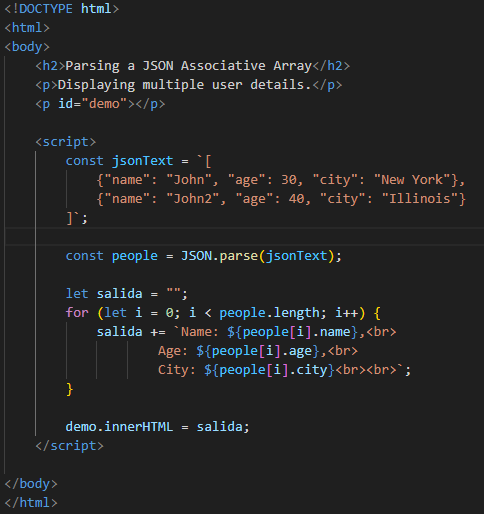 <!DOCTYPE html>
<html>
<body>
    <h2>Parsing a JSON Associative Array</h2>
    <p>Displaying multiple user details.</p>
    <p id="demo"></p>

    <script>
        const jsonText = `[
            {"name": "John", "age": 30, "city": "New York"},
            {"name": "John2", "age": 40, "city": "Illinois"}
        ]`;

        const people = JSON.parse(jsonText);

        let salida = "";
        for (let i = 0; i < people.length; i++) {
            salida += `Name: ${people[i].name},<br>
                    Age: ${people[i].age},<br>
                    City: ${people[i].city}<br><br>`;
        }

        demo.innerHTML = salida;
    </script>

</body>
</html>